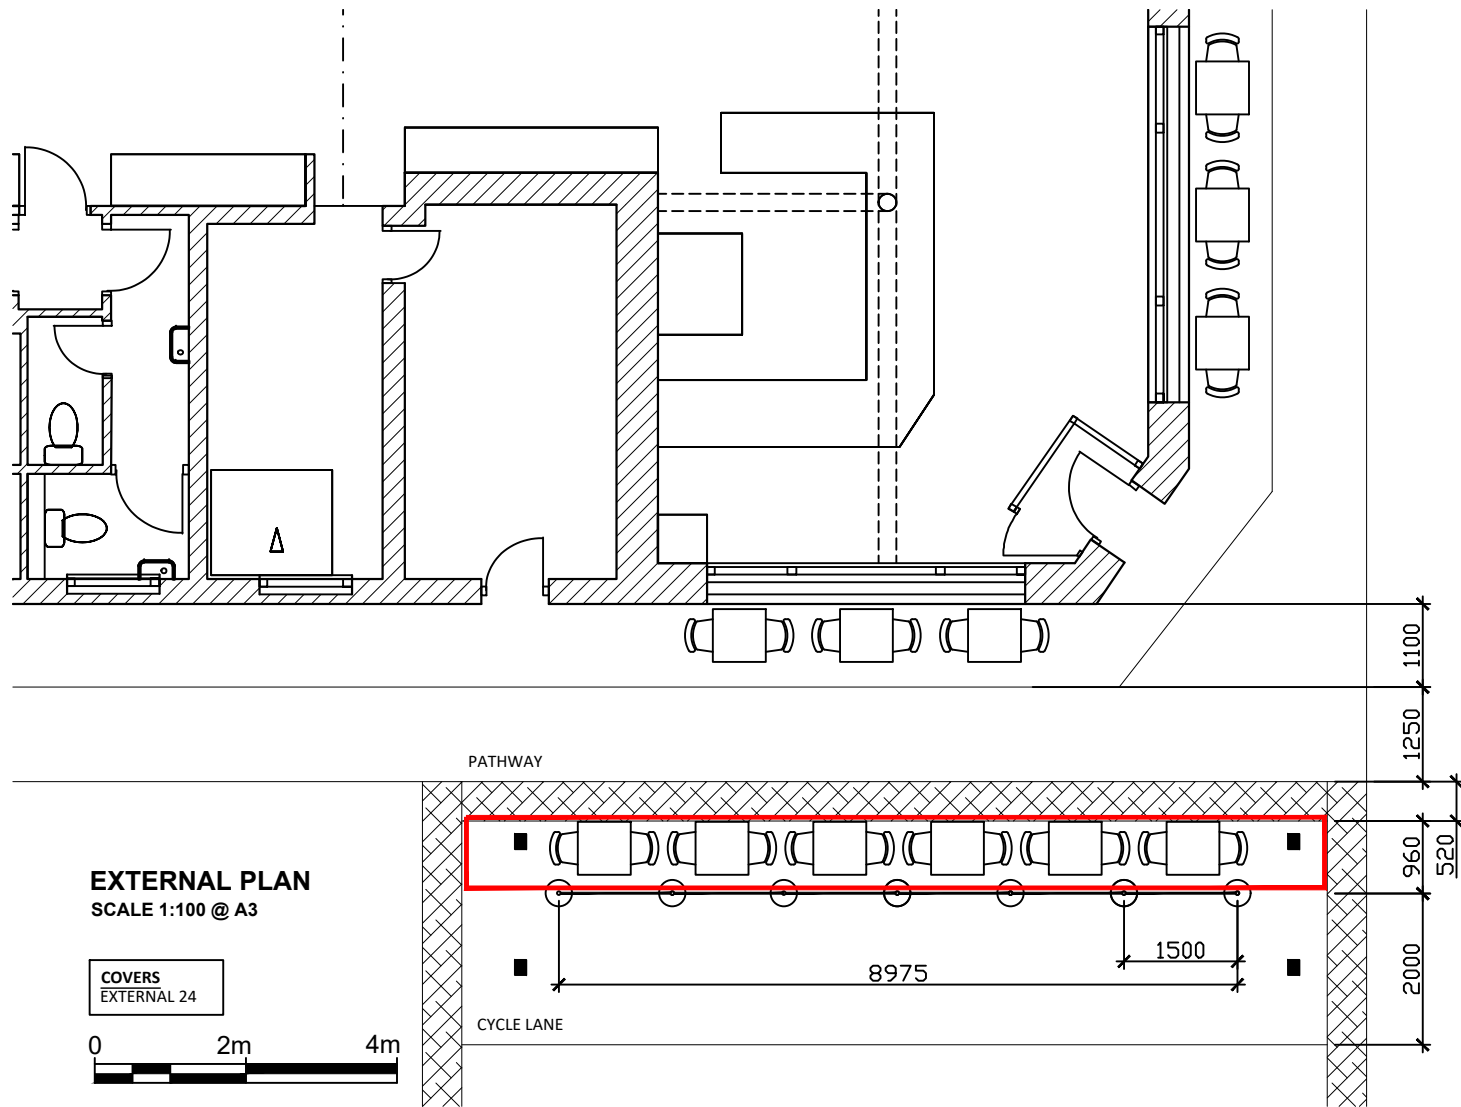 1100
1250
PATHWAY
960
520
EXTERNAL PLAN
SCALE 1:100 @ A3
1500
8975
2000
COVERS
EXTERNAL 24
CYCLE LANE
0 2m 4m